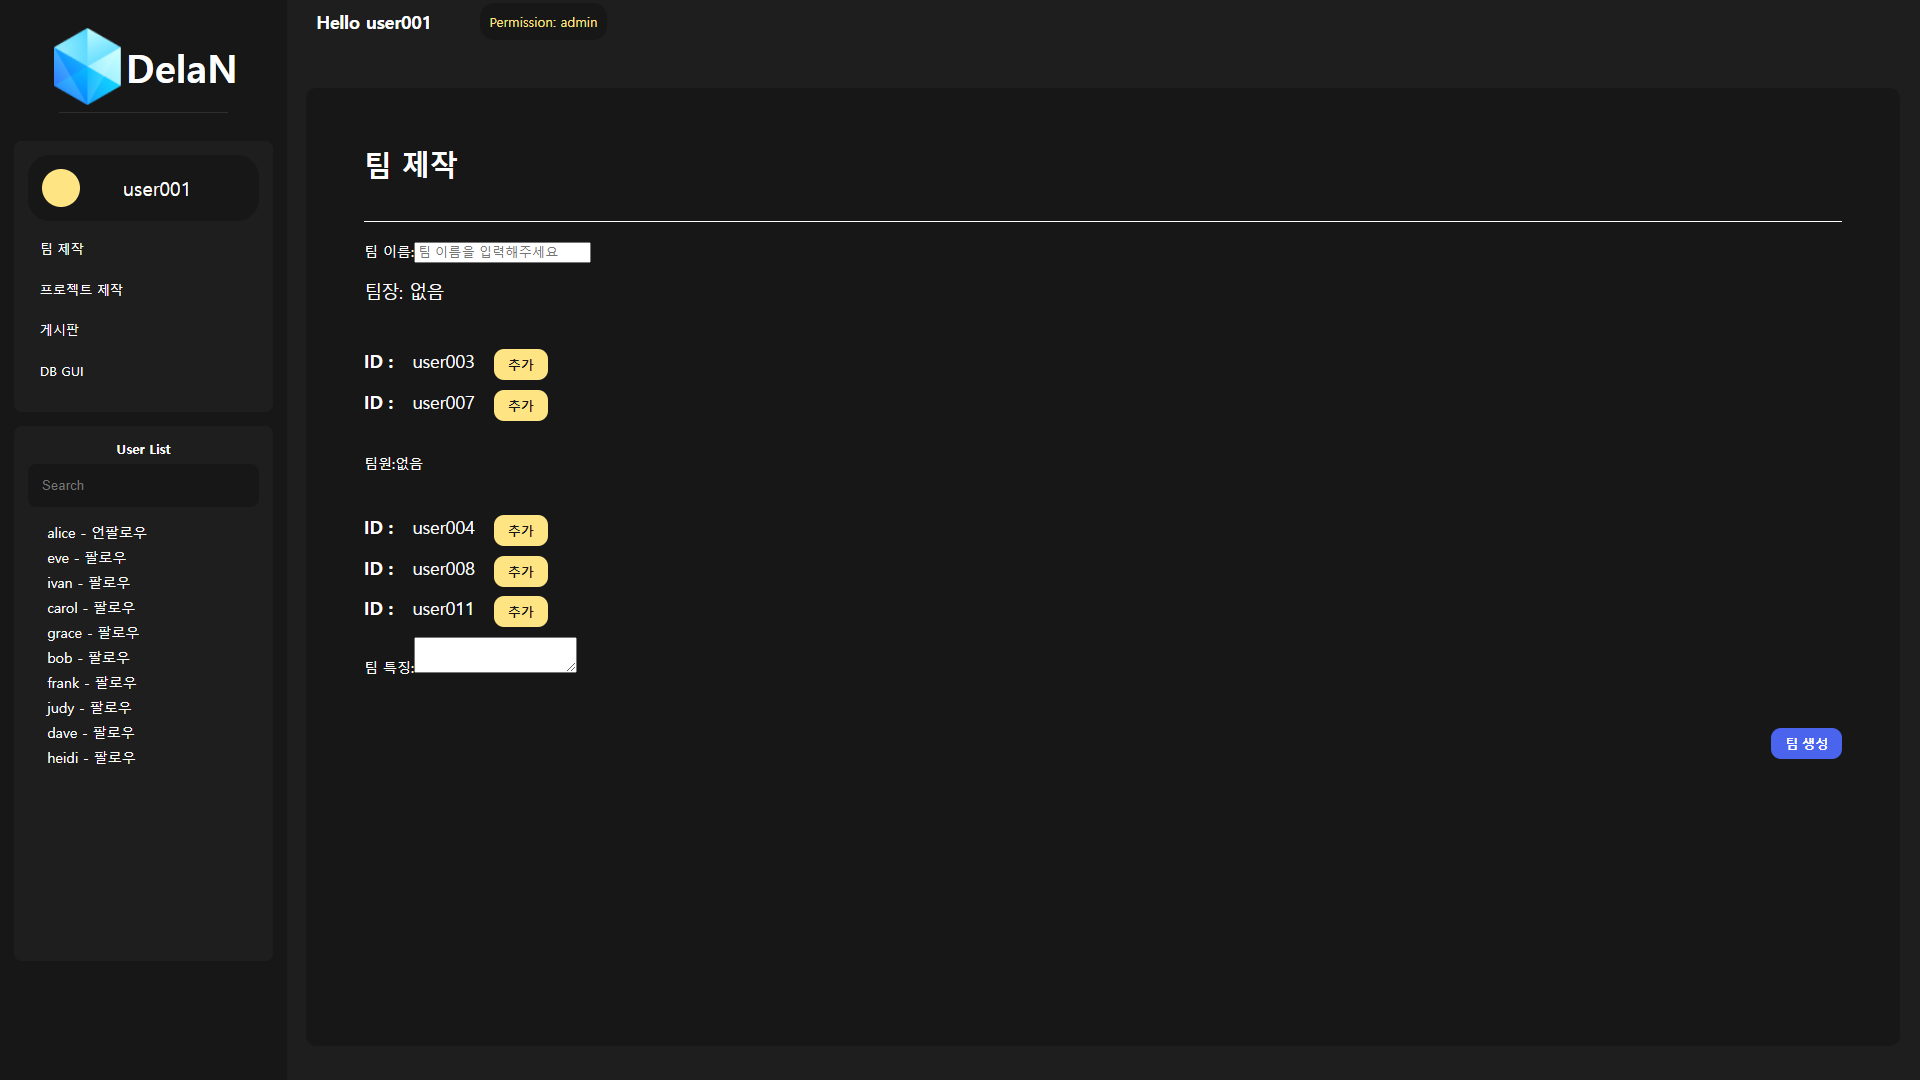 DelaN
user001
팀 제작
프로젝트 제작
게시판
DB GUI
User List
Search
alice - 언팔로우
eve - 팔로우
ivan - 팔로우
carol - 팔로우
grace - 팔로우
bob - 팔로우
frank - 팔로우
judy - 팔로우
dave - 팔로우
heidi - 팔로우
Hello user001 Permission: admin
팀 제작
팀 이름:팀 이름을 입력해주세요
팀장: 없음
ID : user003 추가
ID : user007 추가
팀원:없음
ID : user004 추가
ID : user008 추가
ID : user011 추가
팀 특징:
팀 생성